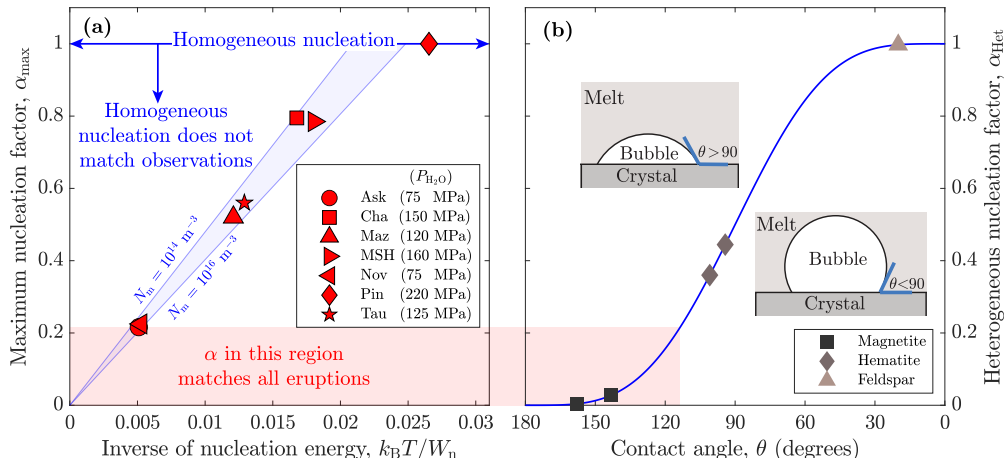 (a)
Homogeneous nucleation
Homogeneous
nucleation does not
match observations
Maximum nucleation factor, α_max
1
0.8
0.6
0.4
0.2
0
N_m = 10^14 m^−3
N_m = 10^16 m^−3
(P_H₂O)
Ask (75 MPa)
Cha (150 MPa)
Maz (120 MPa)
MSH (160 MPa)
Nov (75 MPa)
Pin (220 MPa)
Tau (125 MPa)
α in this region
matches all eruptions
0 0.005 0.01 0.015 0.02 0.025 0.03
Inverse of nucleation energy, k_BT/W_n
(b)
Melt
Bubble
θ>90
Crystal
Melt
Bubble
θ<90
Crystal
Magnetite
Hematite
Feldspar
180 150 120 90 60 30 0
Contact angle, θ (degrees)
1
0.8
0.6
0.4
0.2
0
Heterogeneous nucleation factor, α_Het